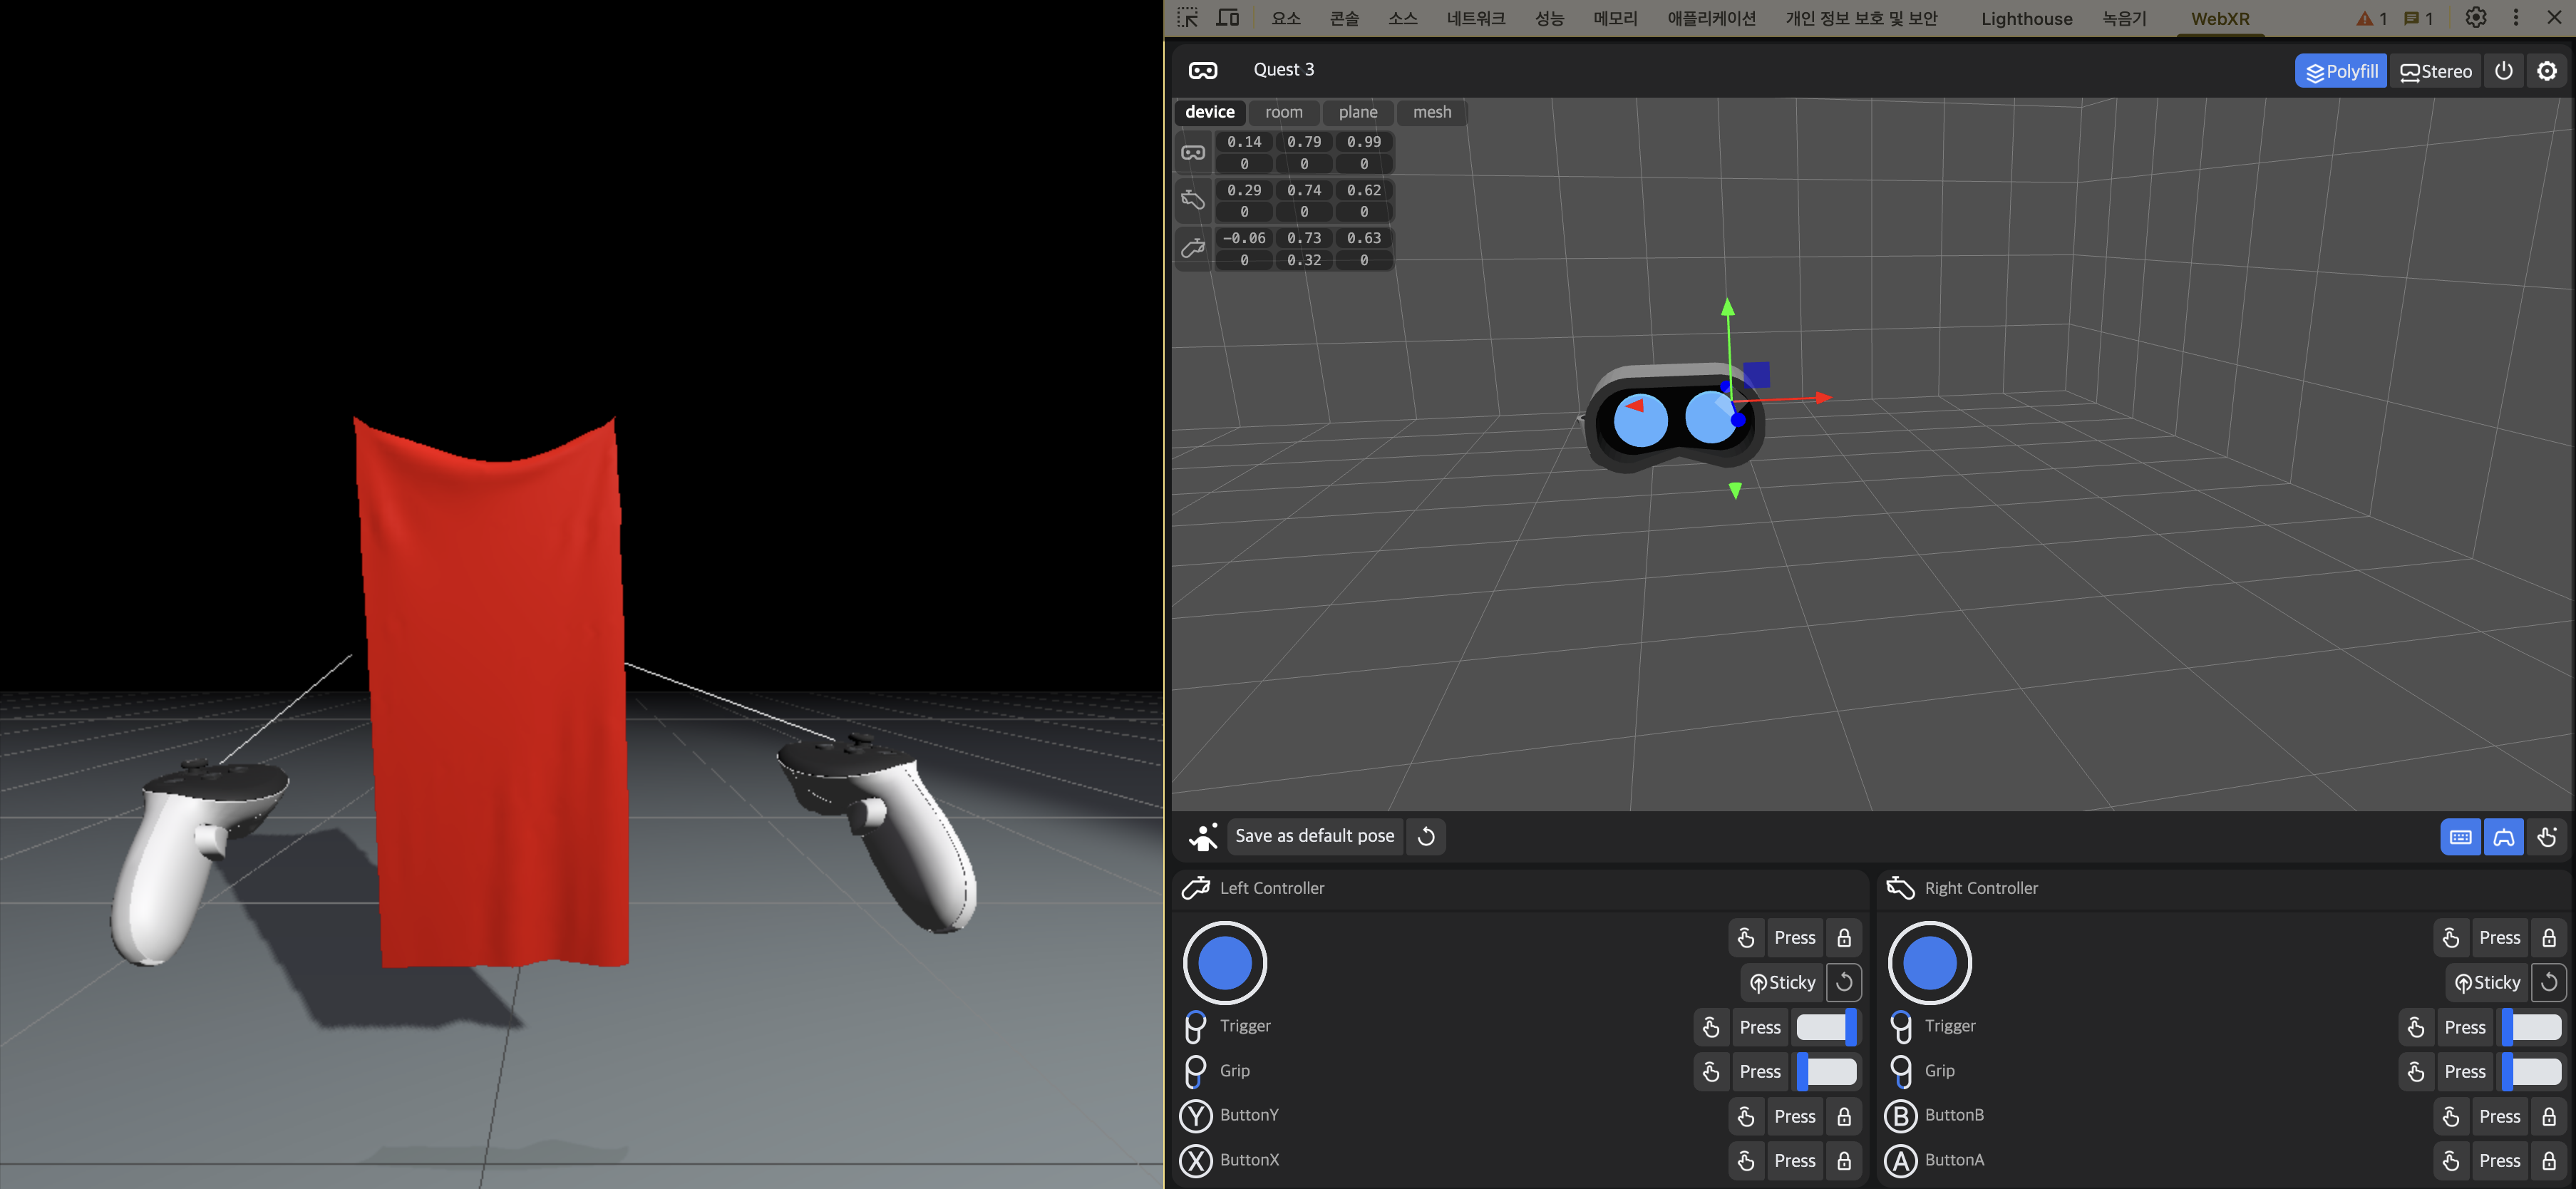 요소 콘솔 소스 네트워크 성능 메모리 애플리케이션 개인 정보 보호 및 보안 Lighthouse 녹음기 WebXR 1 1
Quest 3 Polyfill Stereo
device room plane mesh
0.14 0.79 0.99
0 0 0
0.29 0.74 0.62
0 0 0
−0.06 0.73 0.63
0 0.32 0
Save as default pose
Left Controller
Press
Sticky
Trigger Press
Grip Press
Y ButtonY Press
X ButtonX Press
Right Controller
Press
Sticky
Trigger Press
Grip Press
B ButtonB Press
A ButtonA Press